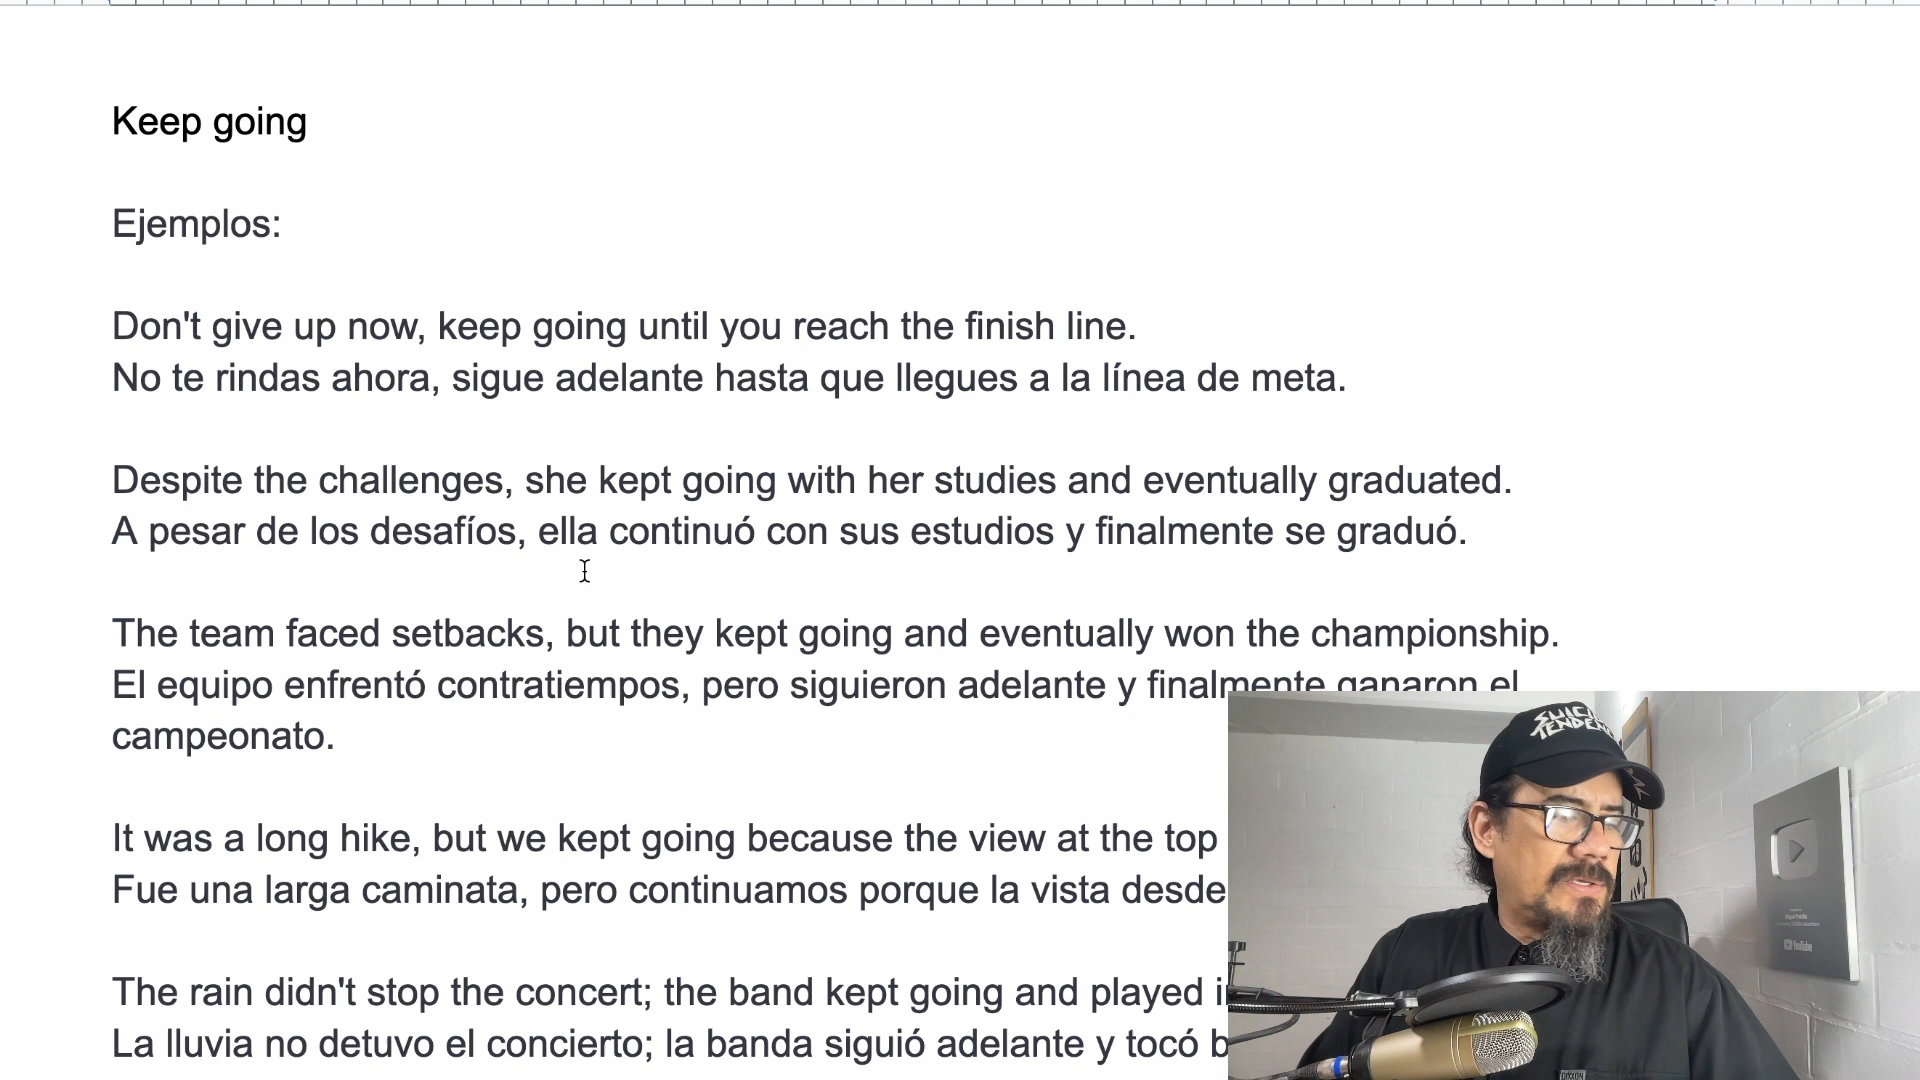 Keep going
Ejemplos:
Don't give up now, keep going until you reach the finish line.
No te rindas ahora, sigue adelante hasta que llegues a la línea de meta.
Despite the challenges, she kept going with her studies and eventually graduated.
A pesar de los desafíos, ella continuó con sus estudios y finalmente se graduó.
The team faced setbacks, but they kept going and eventually won the championship.
El equipo enfrentó contratiempos, pero siguieron adelante y finalmente ganaron el
campeonato.
It was a long hike, but we kept going because the view at the top
Fue una larga caminata, pero continuamos porque la vista desde
The rain didn't stop the concert; the band kept going and played
La lluvia no detuvo el concierto; la banda siguió adelante y tocó
YouTube